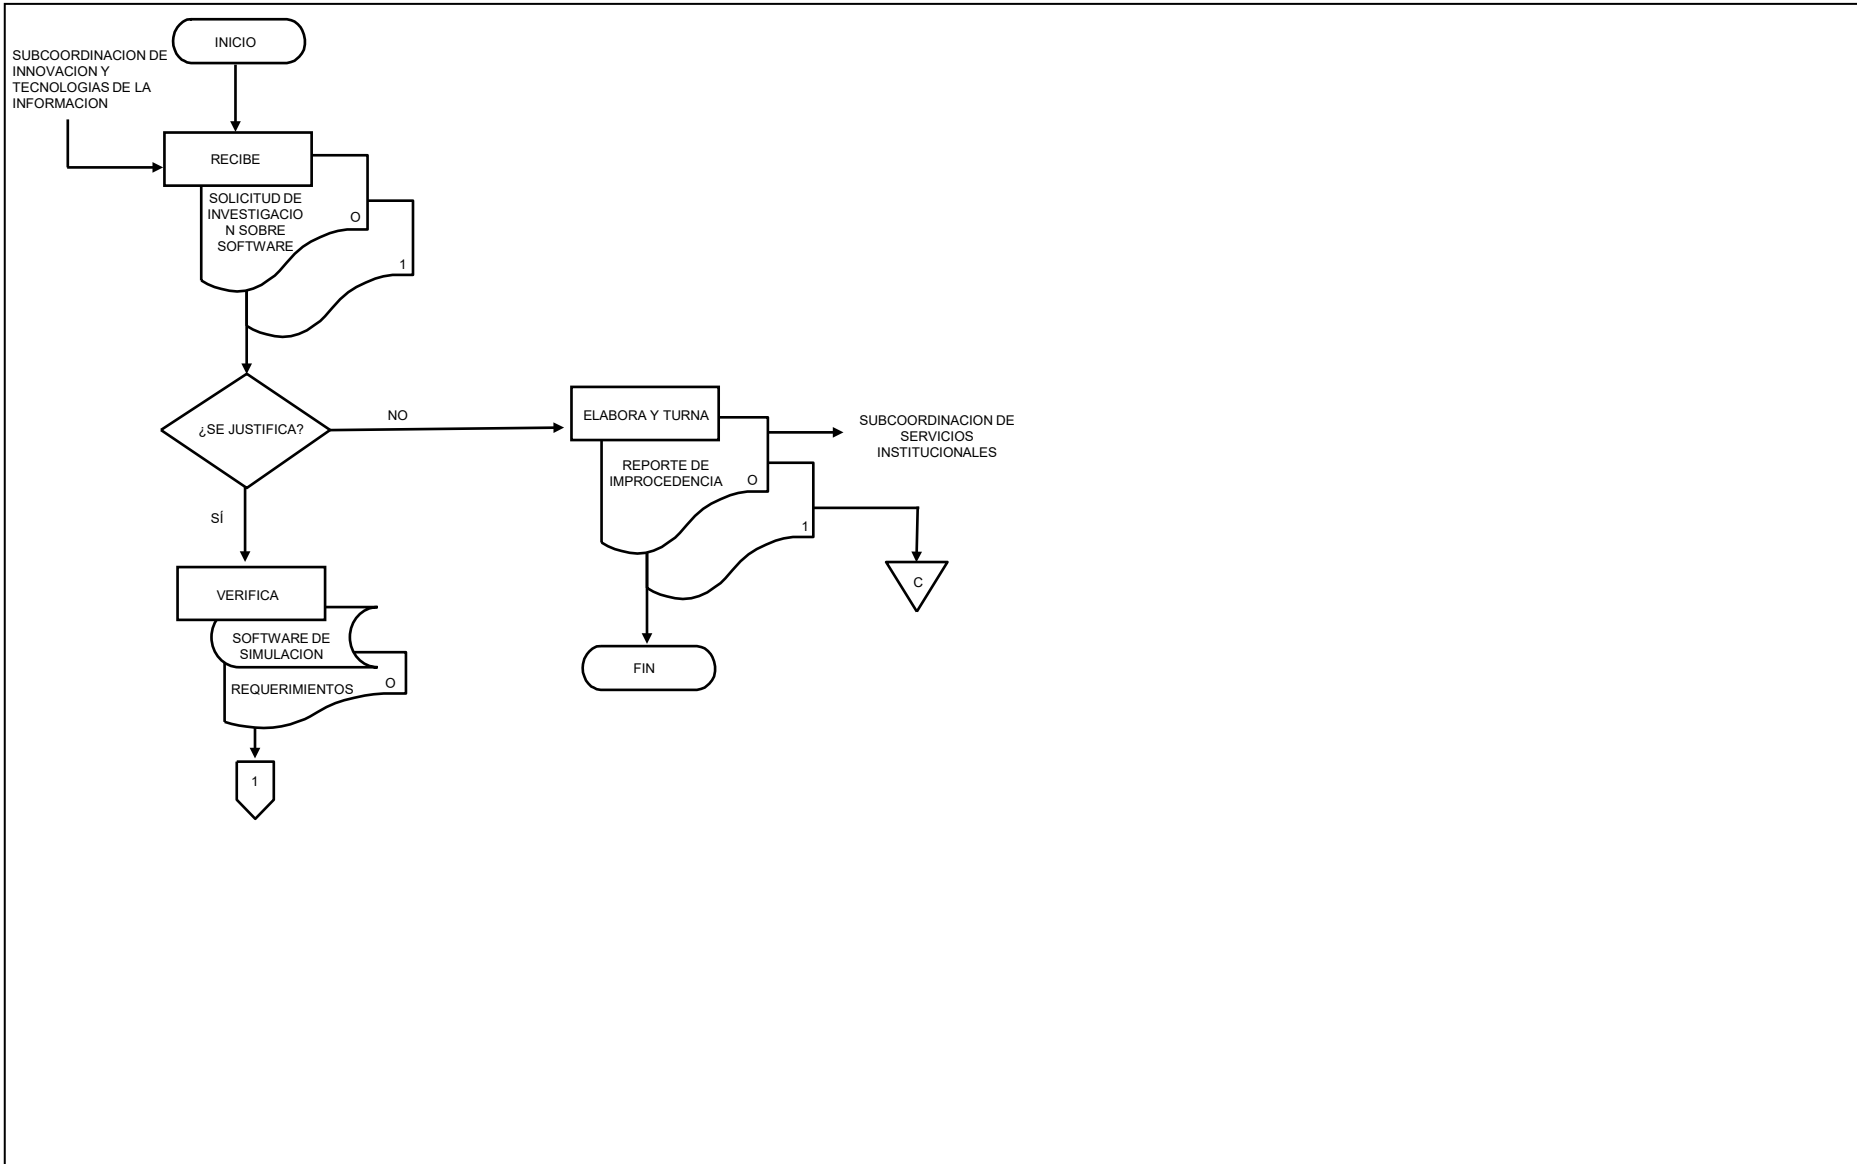 INICIO
SUBCOORDINACION DE
INNOVACION Y
TECNOLOGIAS DE LA
INFORMACION
RECIBE
SOLICITUD DE
INVESTIGACIO
N SOBRE
SOFTWARE
O
1
¿SE JUSTIFICA?
NO
ELABORA Y TURNA
SUBCOORDINACION DE
SERVICIOS
INSTITUCIONALES
REPORTE DE
IMPROCEDENCIA
O
1
C
FIN
SÍ
VERIFICA
SOFTWARE DE
SIMULACION
REQUERIMIENTOS
O
1